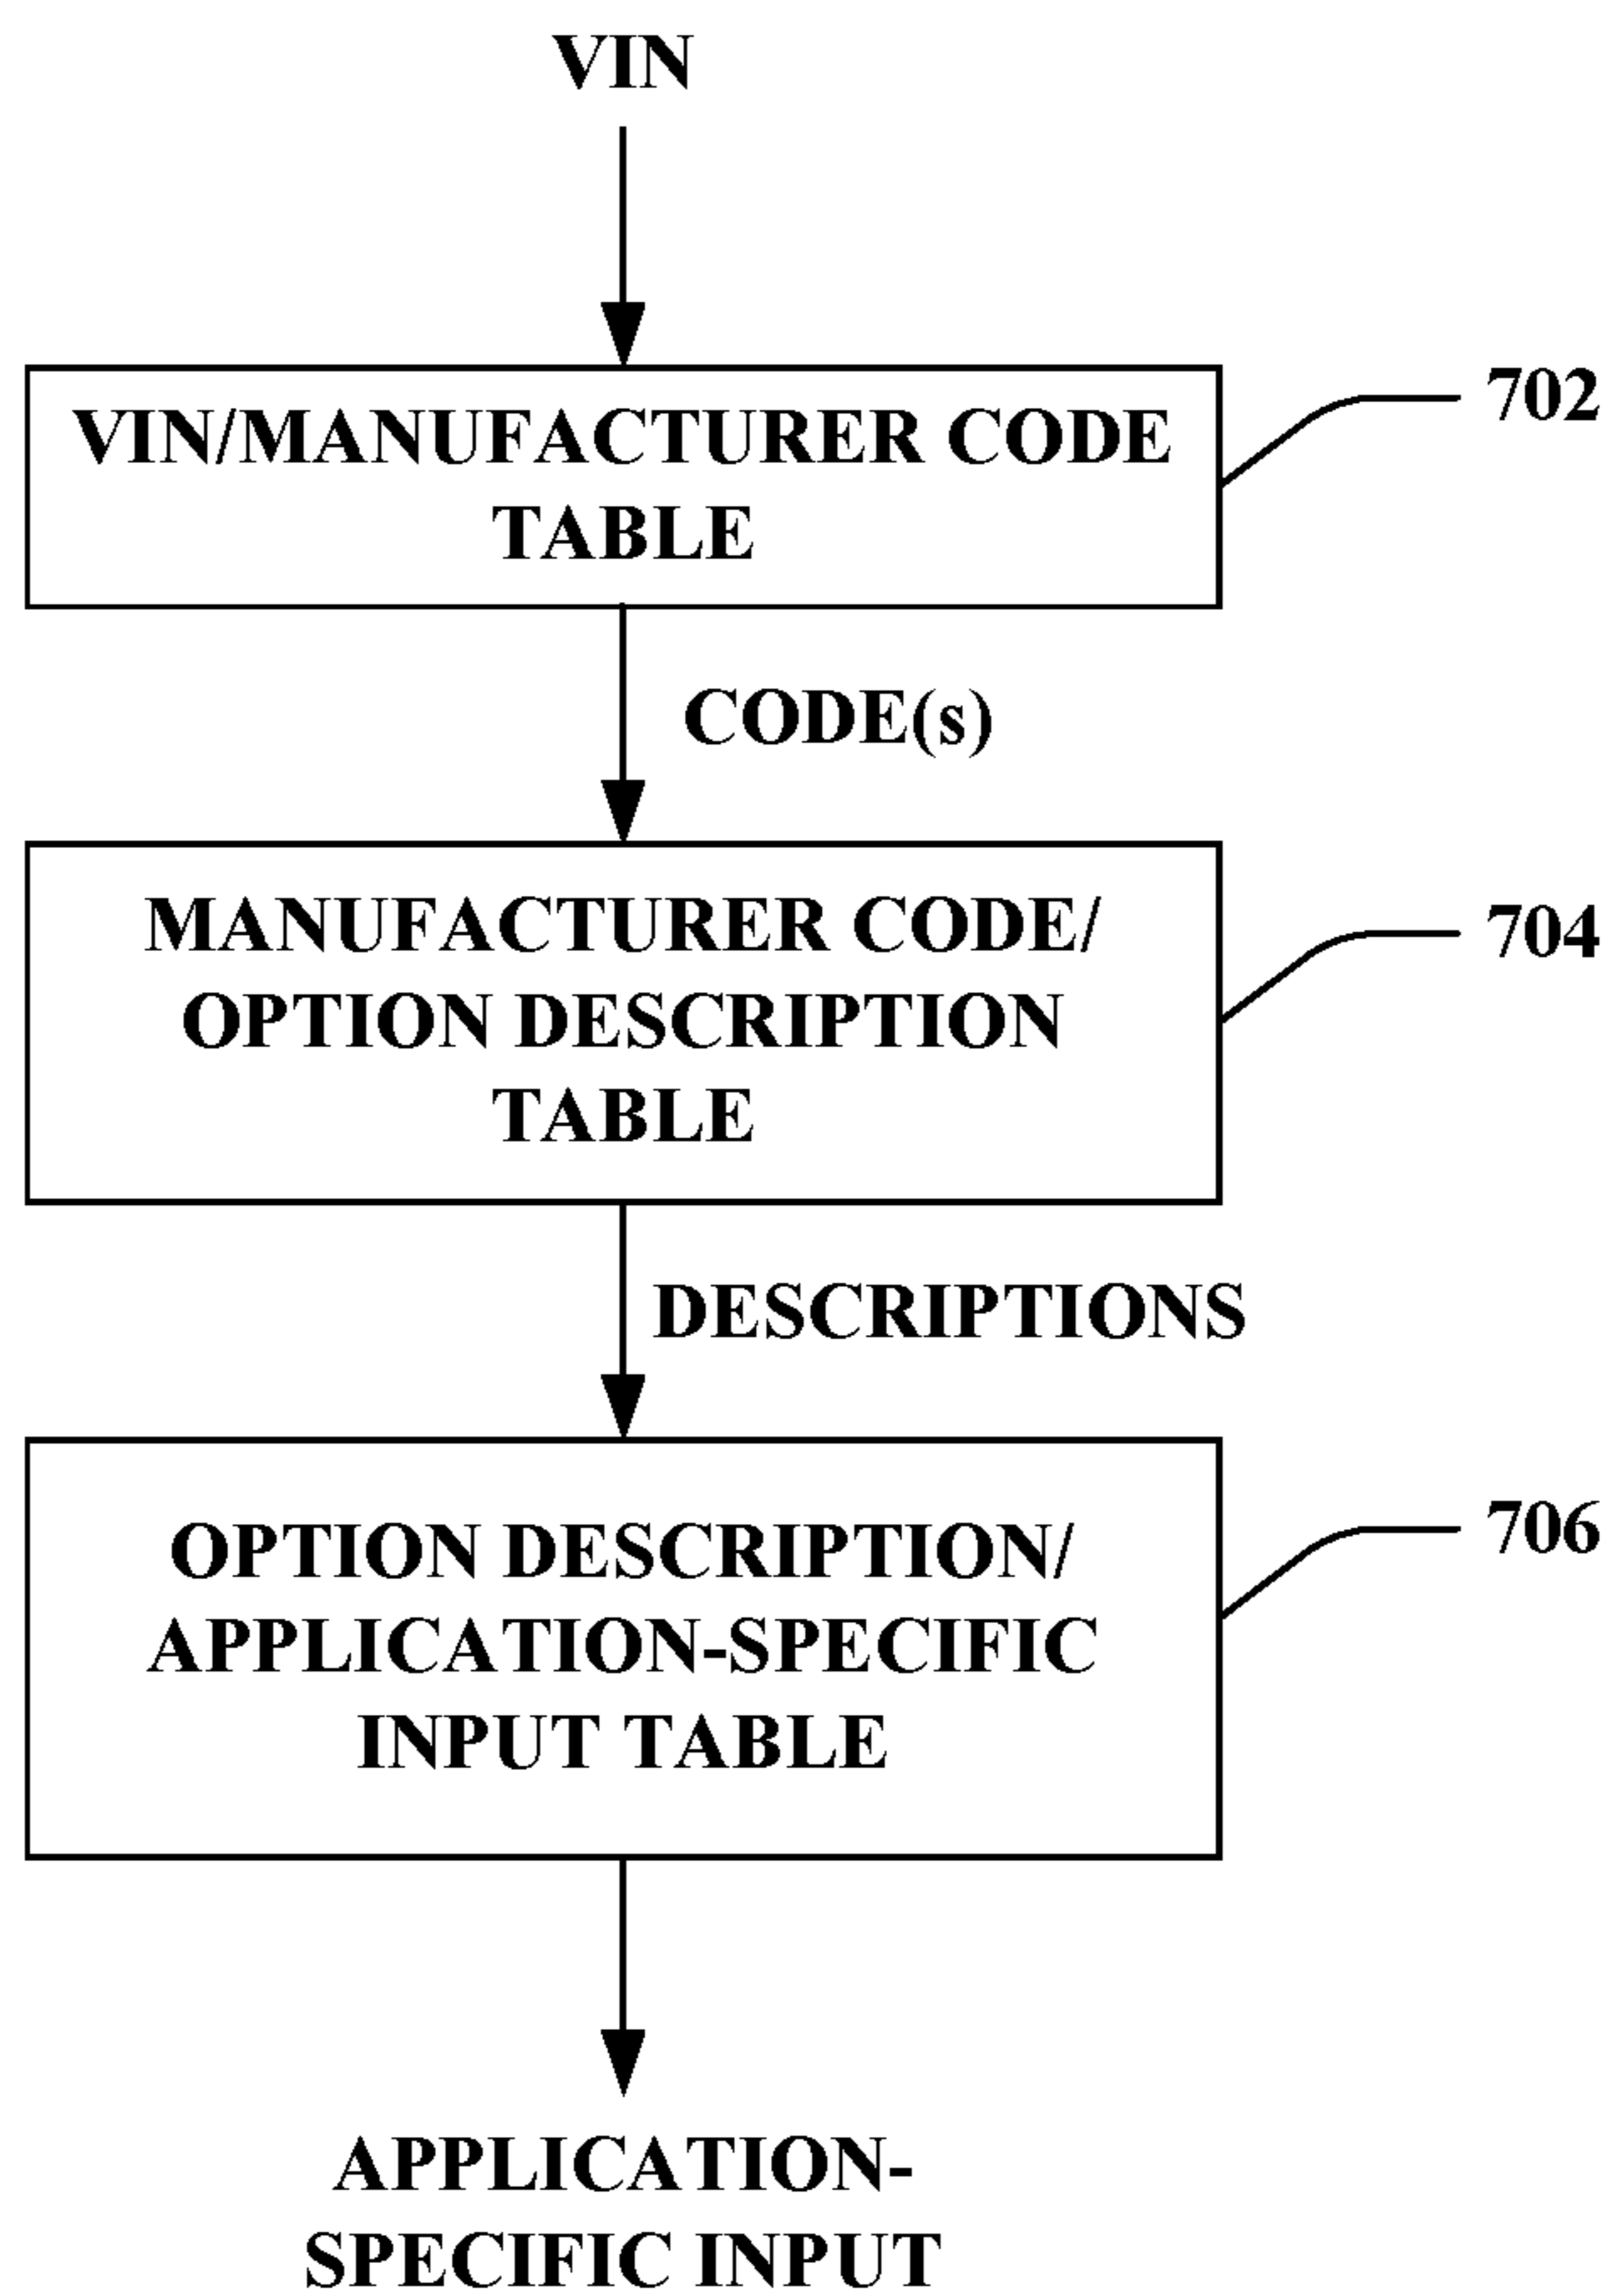 VIN
VIN/MANUFACTURER CODE
TABLE
702
CODE(s)
MANUFACTURER CODE/
OPTION DESCRIPTION
TABLE
704
DESCRIPTIONS
OPTION DESCRIPTION/
APPLICATION-SPECIFIC
INPUT TABLE
706
APPLICATION-
SPECIFIC INPUT